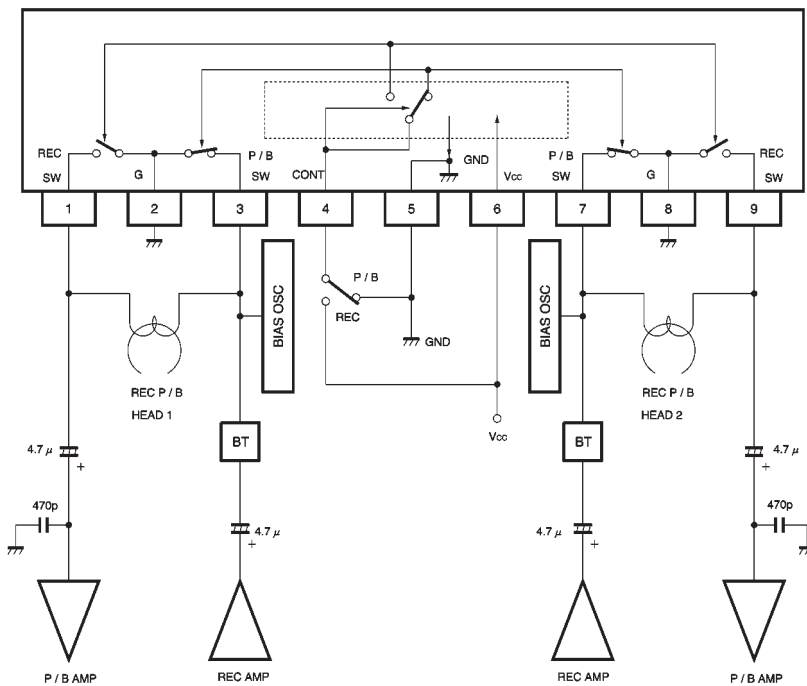 REC
P / B
CONT
GND
VCC
P / B
REC
SW
G
SW
SW
G
SW
1
2
3
4
5
6
7
8
9
P / B
REC
BIAS OSC
GND
BIAS OSC
REC P / B
HEAD 1
REC P / B
HEAD 2
VCC
BT
BT
4.7 μ
+
4.7 μ
+
470p
470p
4.7 μ
+
4.7 μ
+
P / B AMP
REC AMP
REC AMP
P / B AMP